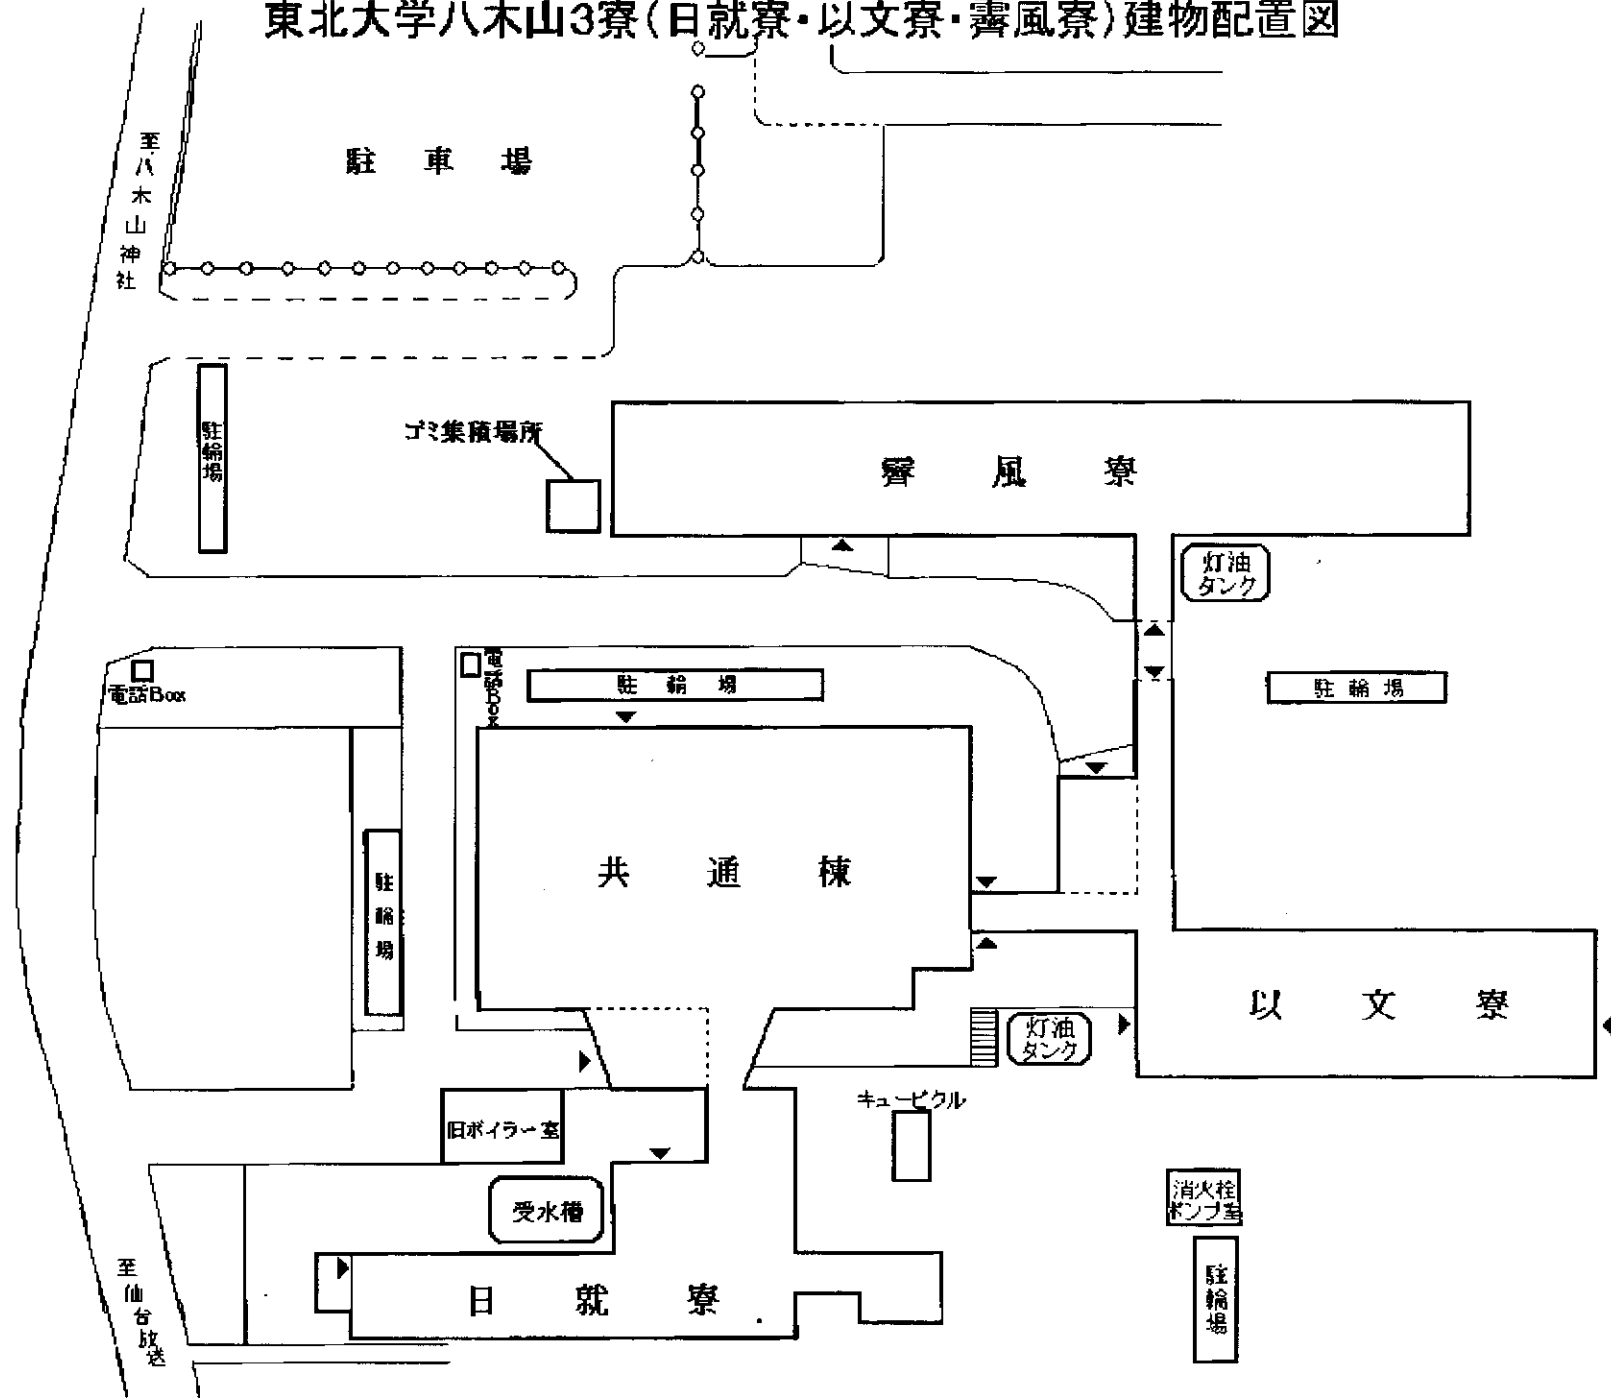 東北大学八木山3寮(日就寮・以文寮・霽風寮)建物配置図
至八木山神社
駐車場
駐輪場
ゴミ集積場所
霽風寮
灯油
タンク
電話Box
電話Box
駐輪場
駐輪場
駐輪場
共通棟
以文寮
灯油
タンク
キュービクル
旧ボイラー室
受水槽
消火栓
ポンプ室
駐輪場
日就寮
至仙台放送